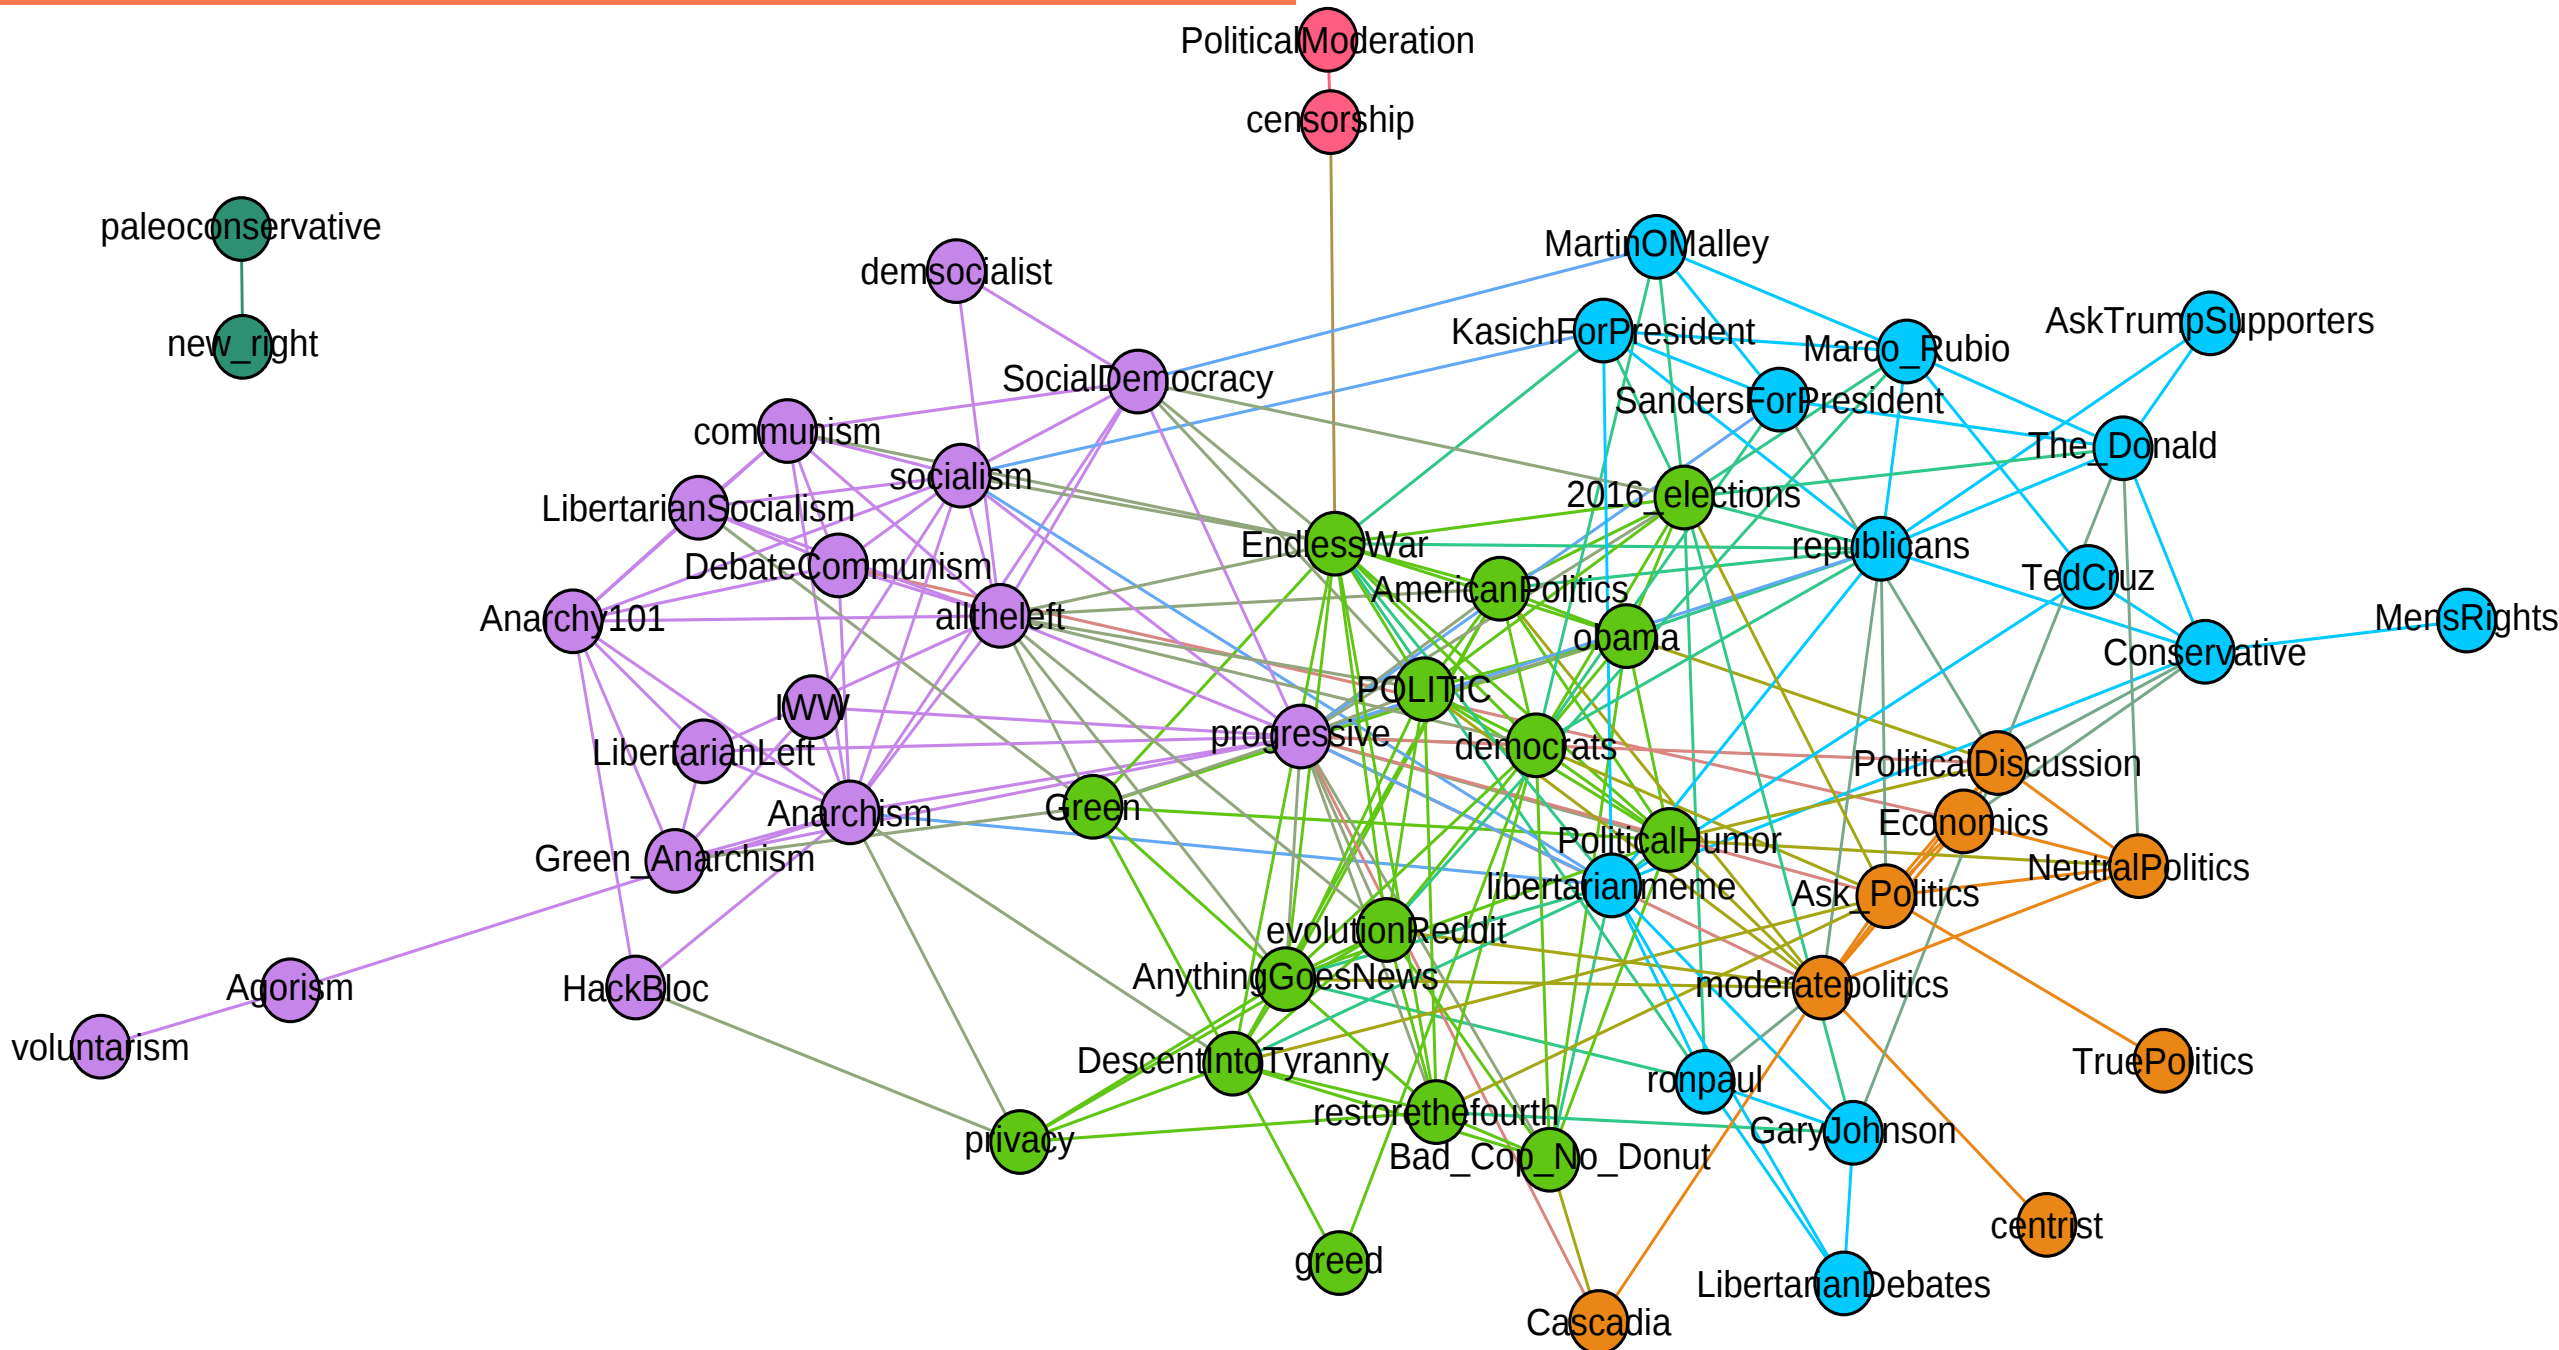 PoliticalModeration
censorship
paleoconservative
MartinOMalley
demsocialist
AskTrumpSupporters
KasichForPresident
new_right
Marco_Rubio
SocialDemocracy
SandersForPresident
communism
The_Donald
socialism
2016_elections
LibertarianSocialism
EndlessWar
republicans
DebateCommunism
TedCruz
AmericanPolitics
alltheleft
Anarchy101
MensRights
obama
Conservative
POLITIC
IWW
progressive
democrats
LibertarianLeft
PoliticalDiscussion
Green
Anarchism
Economics
PoliticalHumor
Green_Anarchism
NeutralPolitics
libertarianmeme
Ask_Politics
evolutionReddit
AnythingGoesNews
moderatepolitics
Agorism
HackBloc
voluntarism
DescentIntoTyranny
TruePolitics
ronpaul
restorethefourth
GaryJohnson
privacy
Bad_Cop_No_Donut
centrist
greed
LibertarianDebates
Cascadia